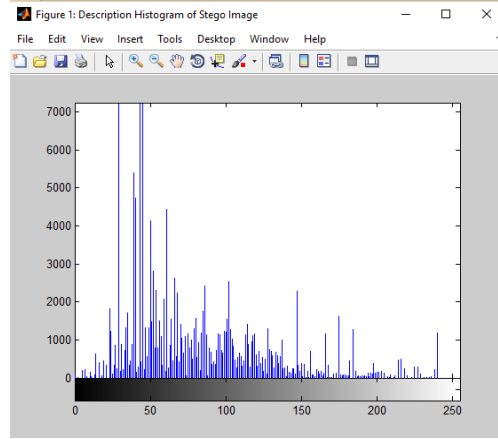 Figure 1: Description Histogram of Stego Image
File Edit View Insert Tools Desktop Window Help
7000
6000
5000
4000
3000
2000
1000
0
0 50 100 150 200 250